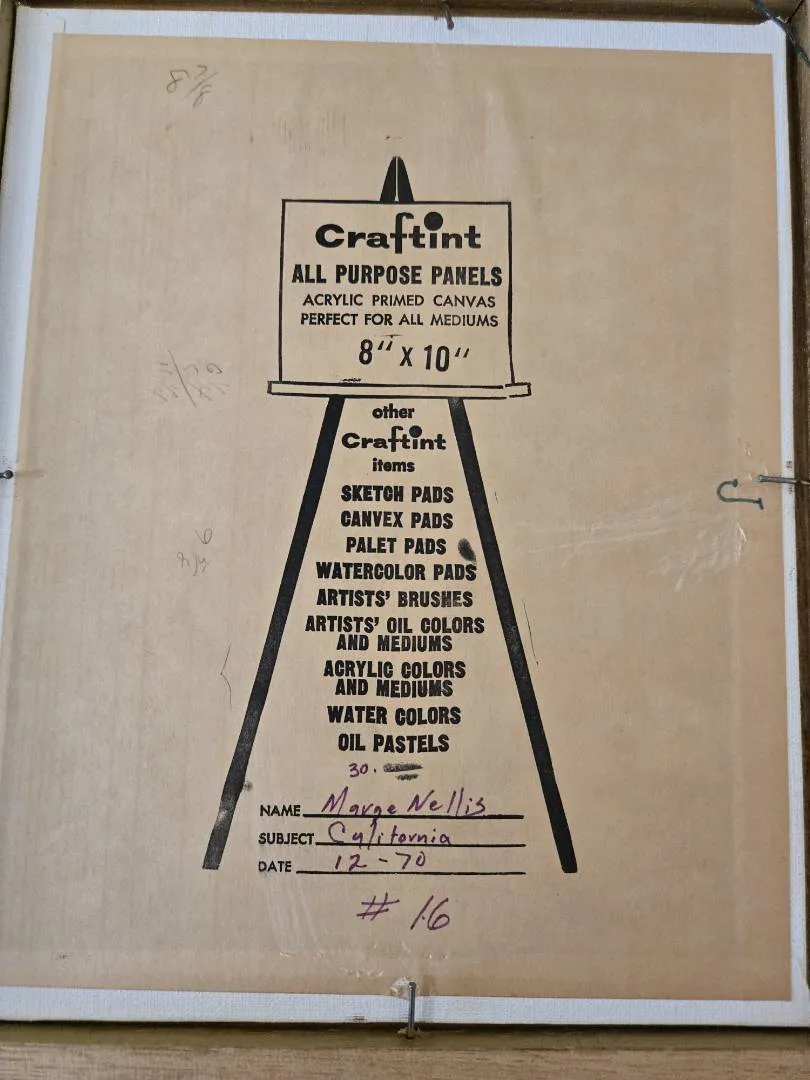 8 7/8
Craftint
ALL PURPOSE PANELS
ACRYLIC PRIMED CANVAS
PERFECT FOR ALL MEDIUMS
8" X 10"
other
Craftint
items
SKETCH PADS
CANVEX PADS
PALET PADS
WATERCOLOR PADS
ARTISTS' BRUSHES
ARTISTS' OIL COLORS
AND MEDIUMS
ACRYLIC COLORS
AND MEDIUMS
WATER COLORS
OIL PASTELS
30.
NAME Marge Nellis
SUBJECT California
DATE 12-70
# 16